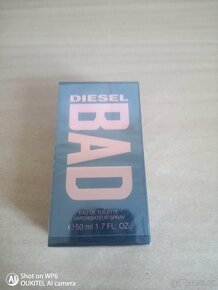 DIESEL
BAD
EAU DE TOILETTE
VAPORISATEUR SPRAY
℮50 ml 1.7 FL. OZ.
Shot on WP6
OUKITEL AI camera